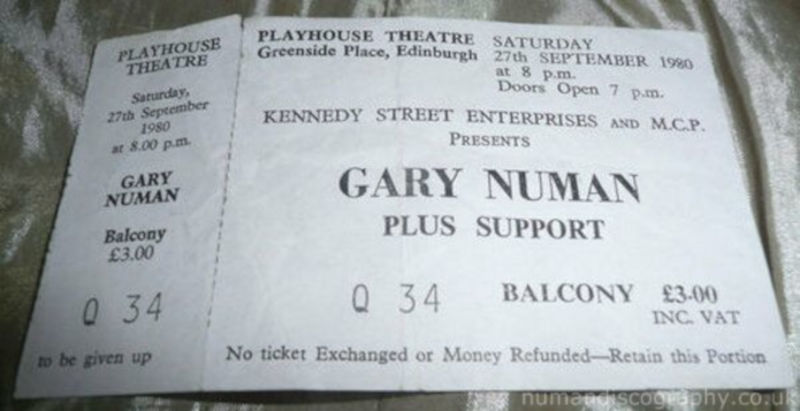 PLAYHOUSE
THEATRE
Saturday,
27th September
1980
at 8.00 p.m.
GARY
NUMAN
Balcony
£3.00
Q 34
to be given up
PLAYHOUSE THEATRE
Greenside Place, Edinburgh
SATURDAY
27th SEPTEMBER 1980
at 8 p.m.
Doors Open 7 p.m.
KENNEDY STREET ENTERPRISES AND M.C.P.
PRESENTS
GARY NUMAN
PLUS SUPPORT
Q 34 BALCONY £3·00
INC. VAT
No ticket Exchanged or Money Refunded—Retain this Portion
numandiscography.co.uk